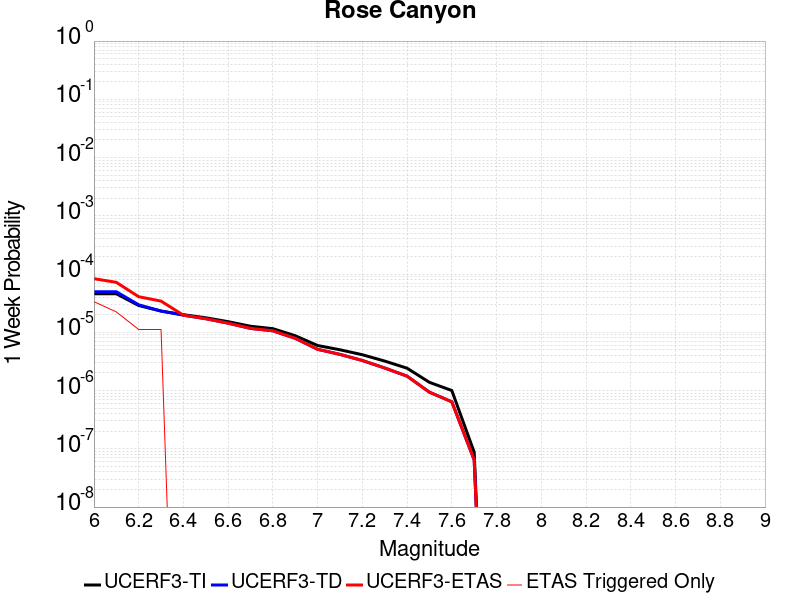 Rose Canyon
10^0
10^-1
10^-2
10^-3
10^-4
10^-5
10^-6
10^-7
10^-8
1 Week Probability
6 6.2 6.4 6.6 6.8 7 7.2 7.4 7.6 7.8 8 8.2 8.4 8.6 8.8 9
Magnitude
UCERF3-TI UCERF3-TD UCERF3-ETAS ETAS Triggered Only